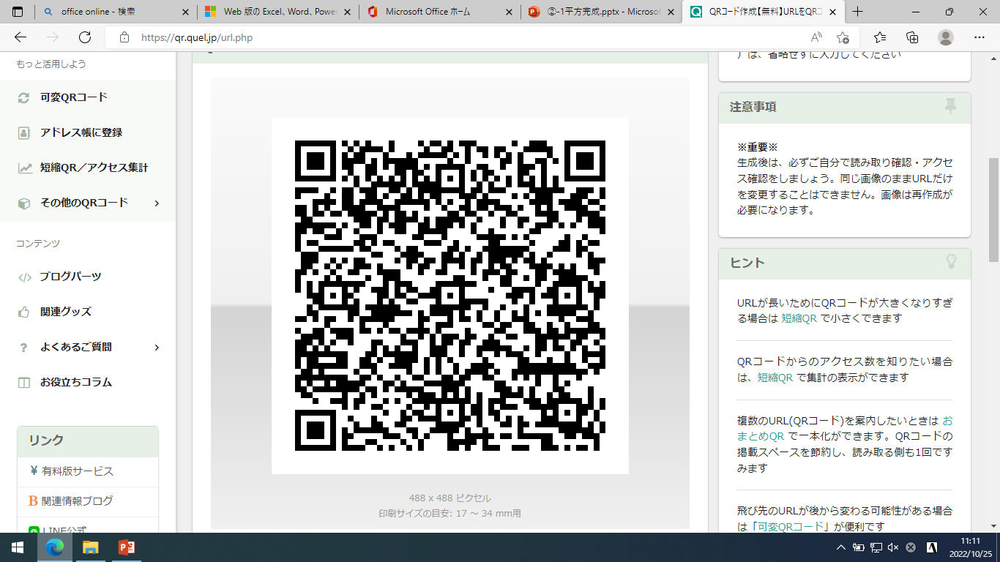 office online - 検索
Web 版の Excel、Word、Power
Microsoft Office ホーム
②-1平方完成.pptx - Microsof
QRコード作成【無料】URLをQRコ
https://qr.quel.jp/url.php
もっと活用しよう
可変QRコード
アドレス帳に登録
短縮QR／アクセス集計
その他のQRコード
コンテンツ
ブログパーツ
関連グッズ
よくあるご質問
お役立ちコラム
リンク
¥ 有料版サービス
B 関連情報ブログ
LINE公式
488 x 488 ピクセル
印刷サイズの目安: 17 ～ 34 mm用
）は、省略せずに入力してください
注意事項
※重要※
生成後は、必ずご自分で読み取り確認・アクセ
ス確認をしましょう。同じ画像のままURLだけ
を変更することはできません。画像は再作成が
必要になります。
ヒント
URLが長いためにQRコードが大きくなりすぎ
る場合は 短縮QR で小さくできます
QRコードからのアクセス数を知りたい場合
は、短縮QR で集計の表示ができます
複数のURL(QRコード)を案内したいときは お
まとめQR で一本化ができます。QRコードの
掲載スペースを節約し、読み取る側も1回です
みます
飛び先のURLが後から変わる可能性がある場合
は「可変QRコード」が便利です
A
11:11
2022/10/25